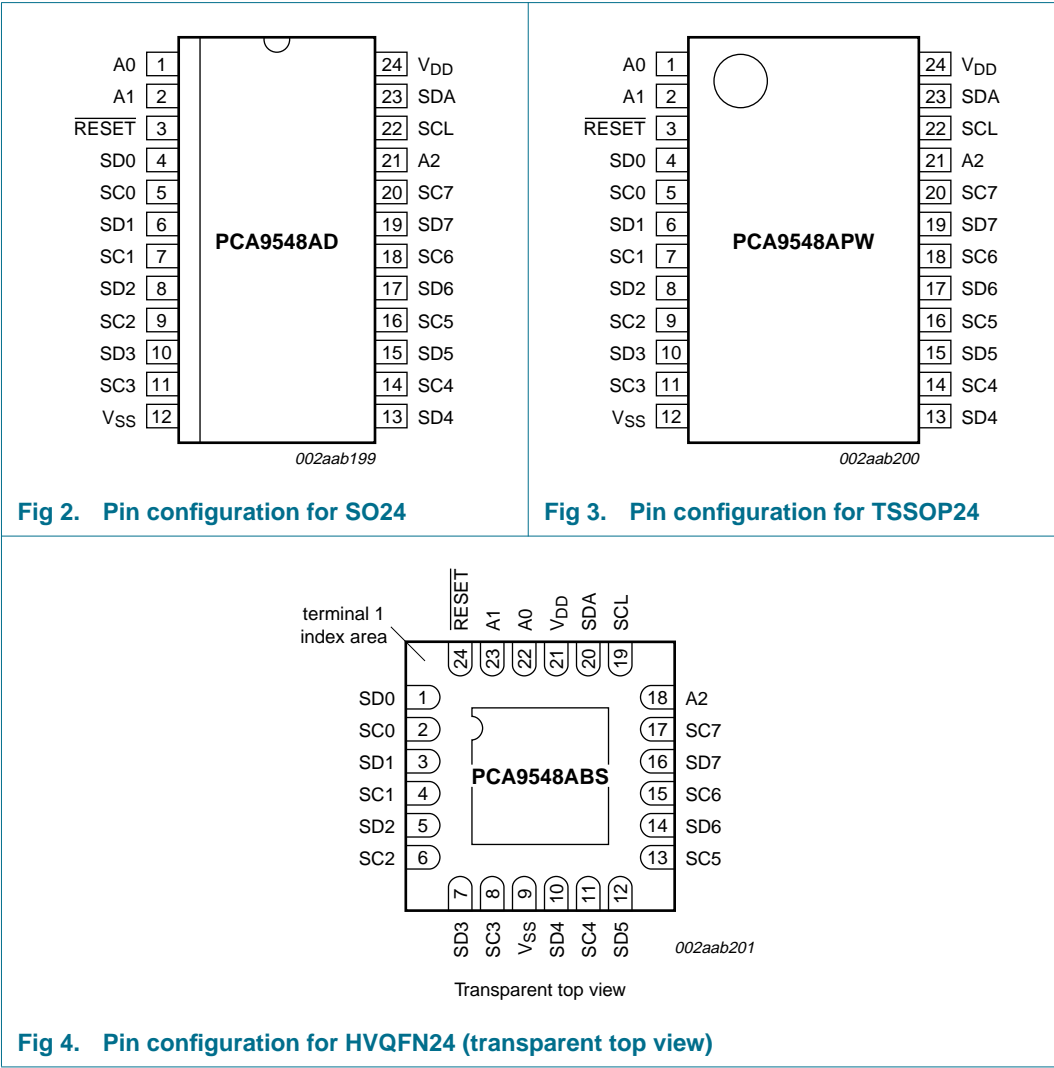 A0 1
A1 2
RESET 3
SD0 4
SC0 5
SD1 6
SC1 7
SD2 8
SC2 9
SD3 10
SC3 11
VSS 12
PCA9548AD
24 VDD
23 SDA
22 SCL
21 A2
20 SC7
19 SD7
18 SC6
17 SD6
16 SC5
15 SD5
14 SC4
13 SD4
002aab199
Fig 2. Pin configuration for SO24
A0 1
A1 2
RESET 3
SD0 4
SC0 5
SD1 6
SC1 7
SD2 8
SC2 9
SD3 10
SC3 11
VSS 12
PCA9548APW
24 VDD
23 SDA
22 SCL
21 A2
20 SC7
19 SD7
18 SC6
17 SD6
16 SC5
15 SD5
14 SC4
13 SD4
002aab200
Fig 3. Pin configuration for TSSOP24
terminal 1
index area
RESET A1 A0 VDD SDA SCL
24 23 22 21 20 19
SD0 1
SC0 2
SD1 3
SC1 4
SD2 5
SC2 6
PCA9548ABS
18 A2
17 SC7
16 SD7
15 SC6
14 SD6
13 SC5
7 8 9 10 11 12
SD3 SC3 VSS SD4 SC4 SD5
002aab201
Transparent top view
Fig 4. Pin configuration for HVQFN24 (transparent top view)